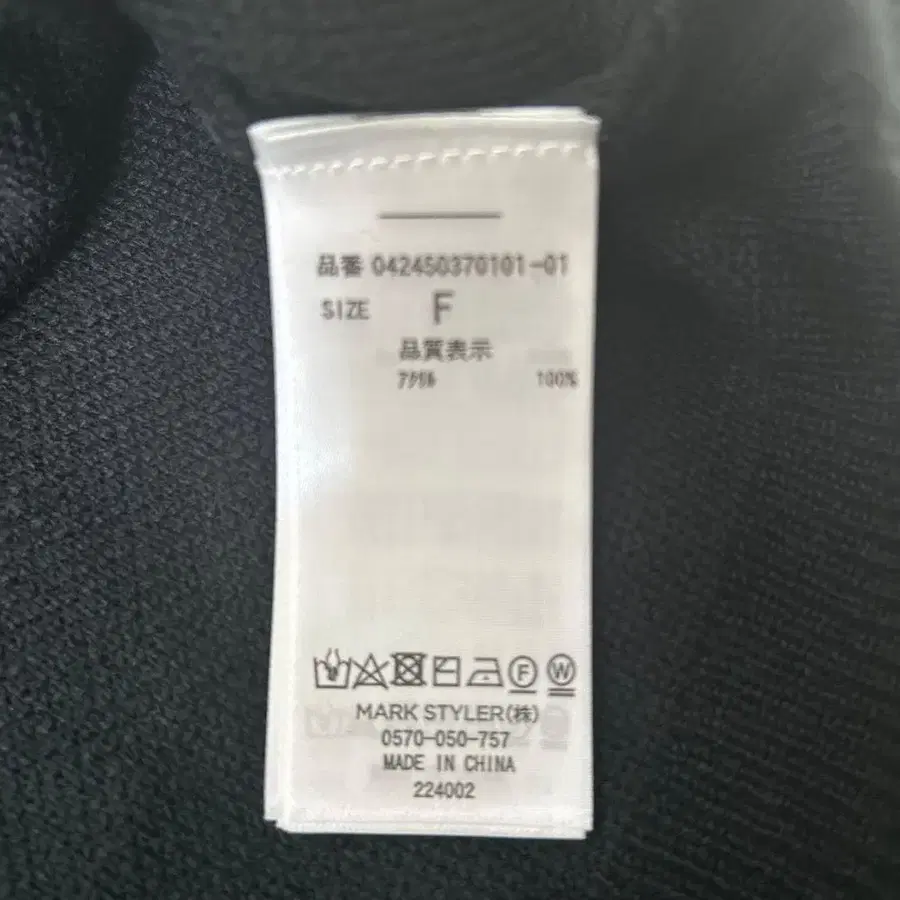 品番 042450370101-01
SIZE F
品質表示
ｱｸﾘﾙ 100%
F W
MARK STYLER(株)
0570-050-757
MADE IN CHINA
224002